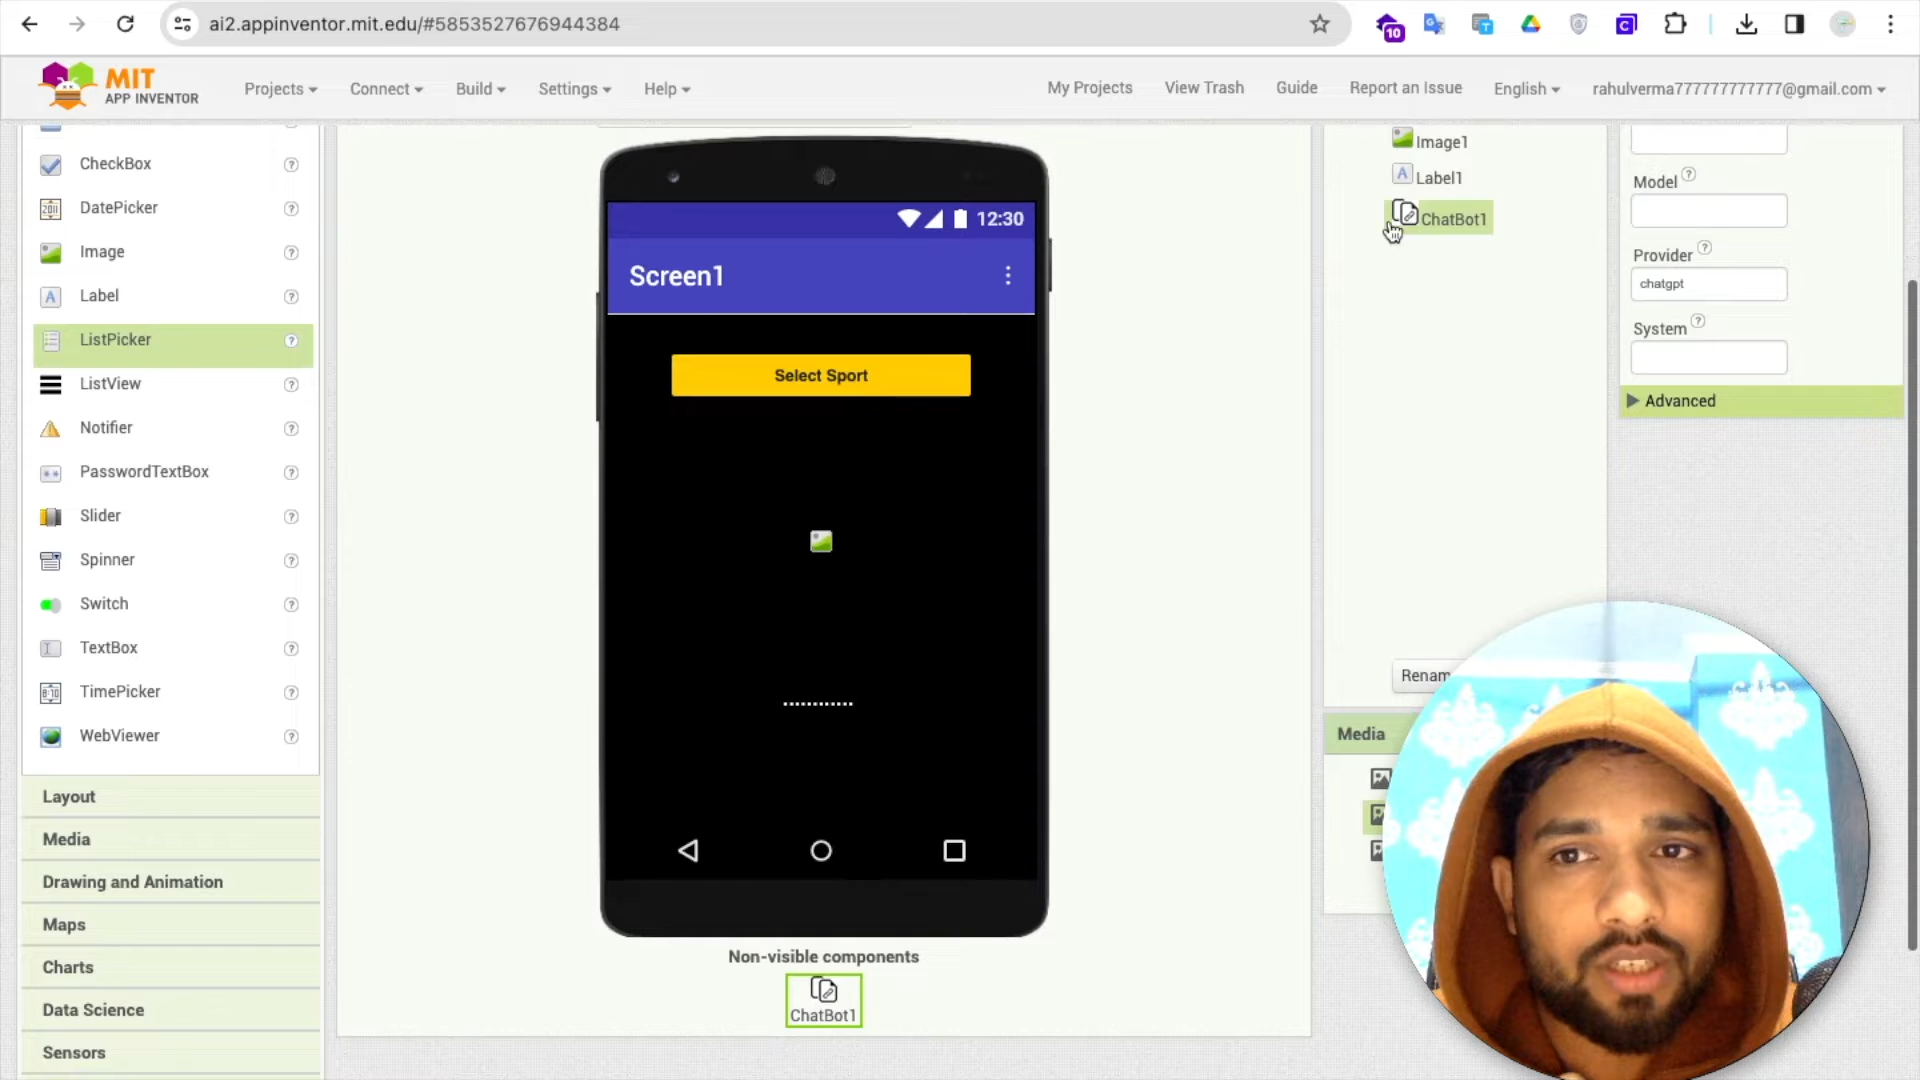 ai2.appinventor.mit.edu/#5853527676944384
10
MIT
APP INVENTOR
Projects
Connect
Build
Settings
Help
My Projects
View Trash
Guide
Report an Issue
English
rahulverma777777777777@gmail.com
CheckBox ?
DatePicker ?
Image ?
Label ?
ListPicker ?
ListView ?
Notifier ?
PasswordTextBox ?
Slider ?
Spinner ?
Switch ?
TextBox ?
TimePicker ?
WebViewer ?
Layout
Media
Drawing and Animation
Maps
Charts
Data Science
Sensors
12:30
Screen1
Select Sport
Non-visible components
ChatBot1
Image1
Label1
ChatBot1
Renam
Media
Model ?
Provider ?
chatgpt
System ?
Advanced